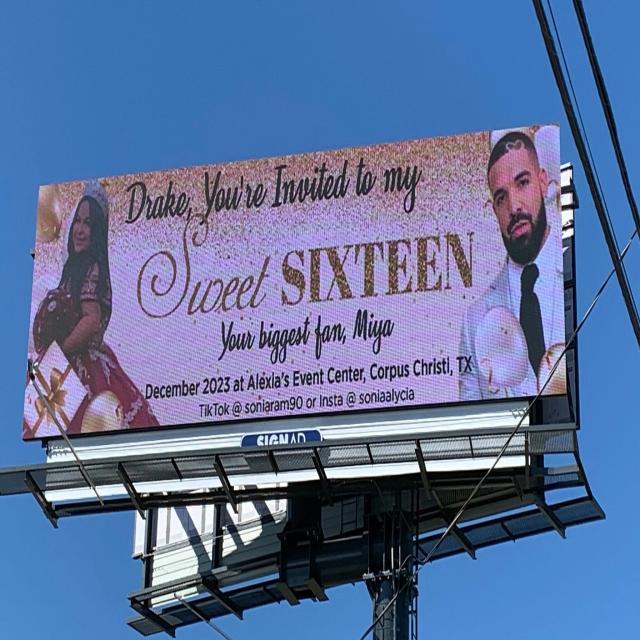 Drake, You're Invited to my
Sweet SIXTEEN
Your biggest fan, Miya
December 2023 at Alexia's Event Center, Corpus Christi, TX
TikTok @ soniaram90 or Insta @ soniaalycia
SIGNAD